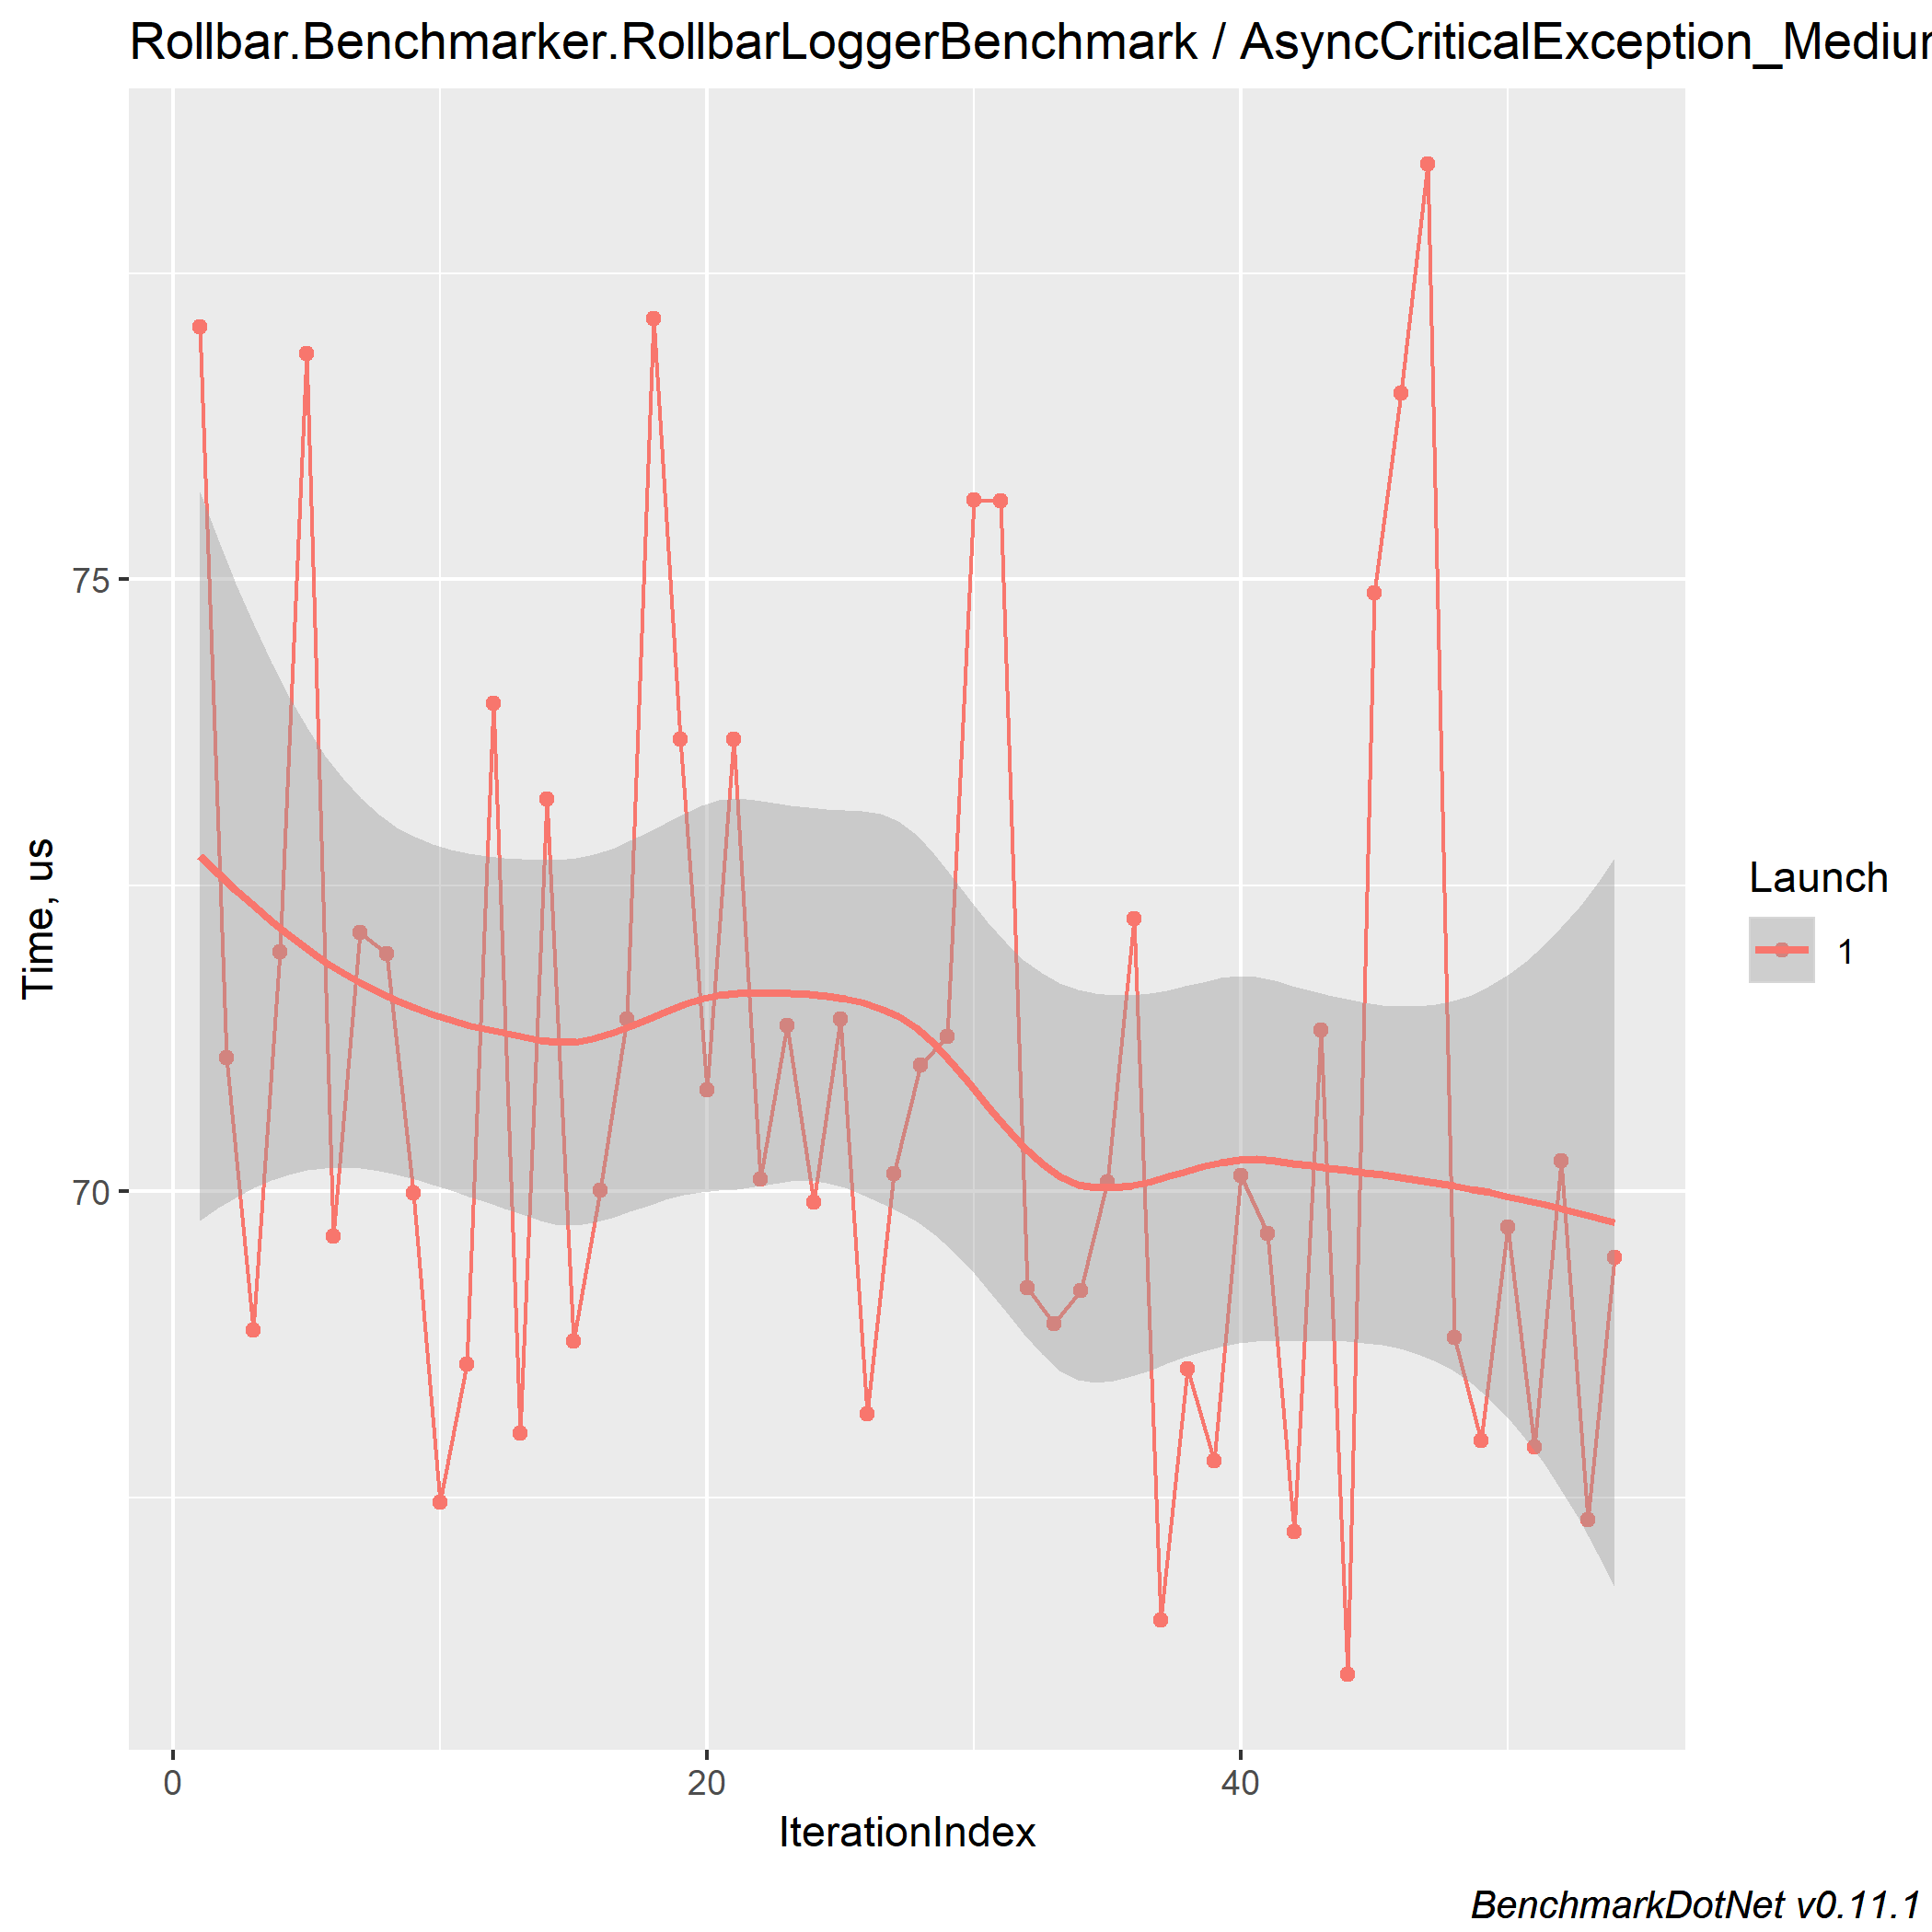 Rollbar.Benchmarker.RollbarLoggerBenchmark / AsyncCriticalException_Mediu
Time, us
75
70
0 20 40
IterationIndex
Launch
1
BenchmarkDotNet v0.11.1